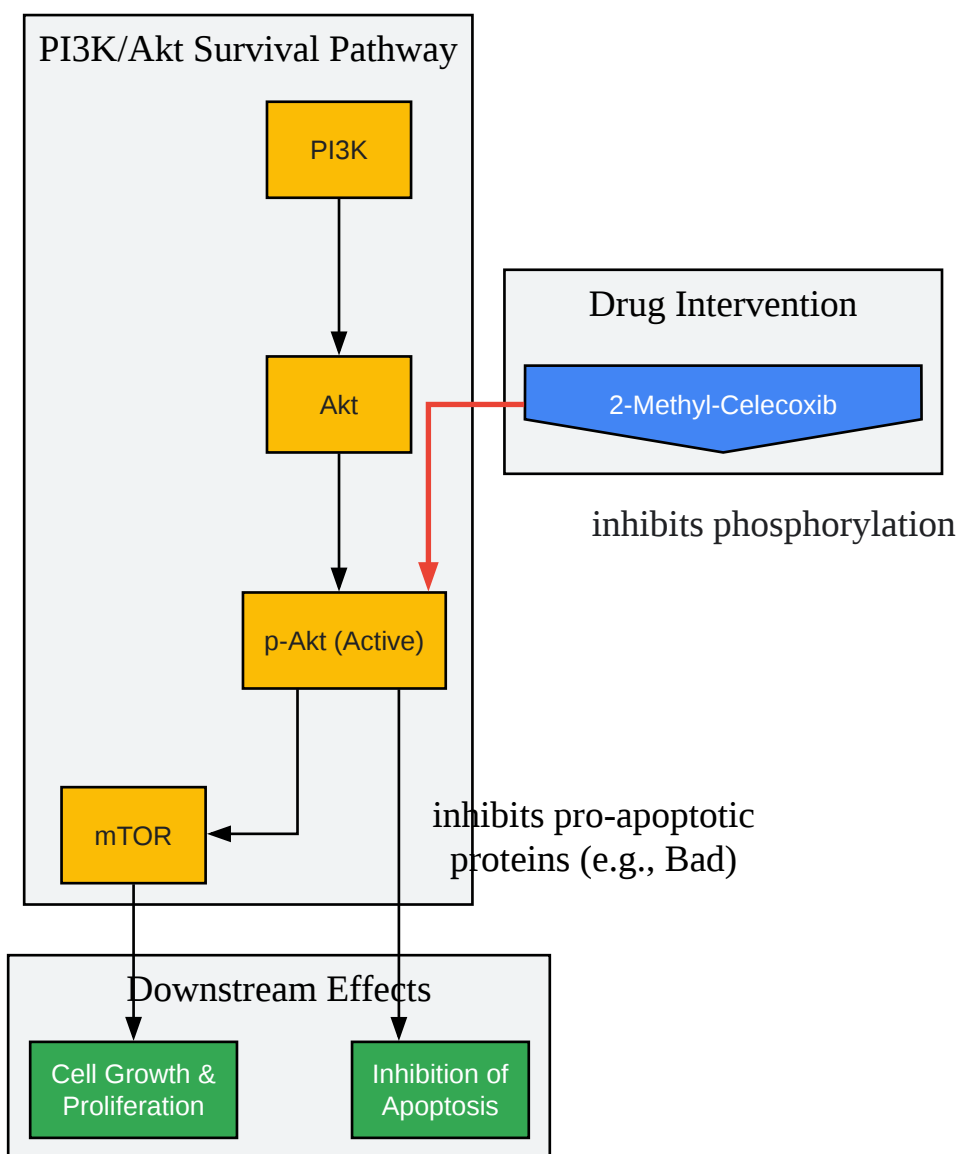 PI3K/Akt Survival Pathway
PI3K
Drug Intervention
Akt
2-Methyl-Celecoxib
inhibits phosphorylation
p-Akt (Active)
mTOR
inhibits pro-apoptotic
proteins (e.g., Bad)
Downstream Effects
Cell Growth &
Proliferation
Inhibition of
Apoptosis